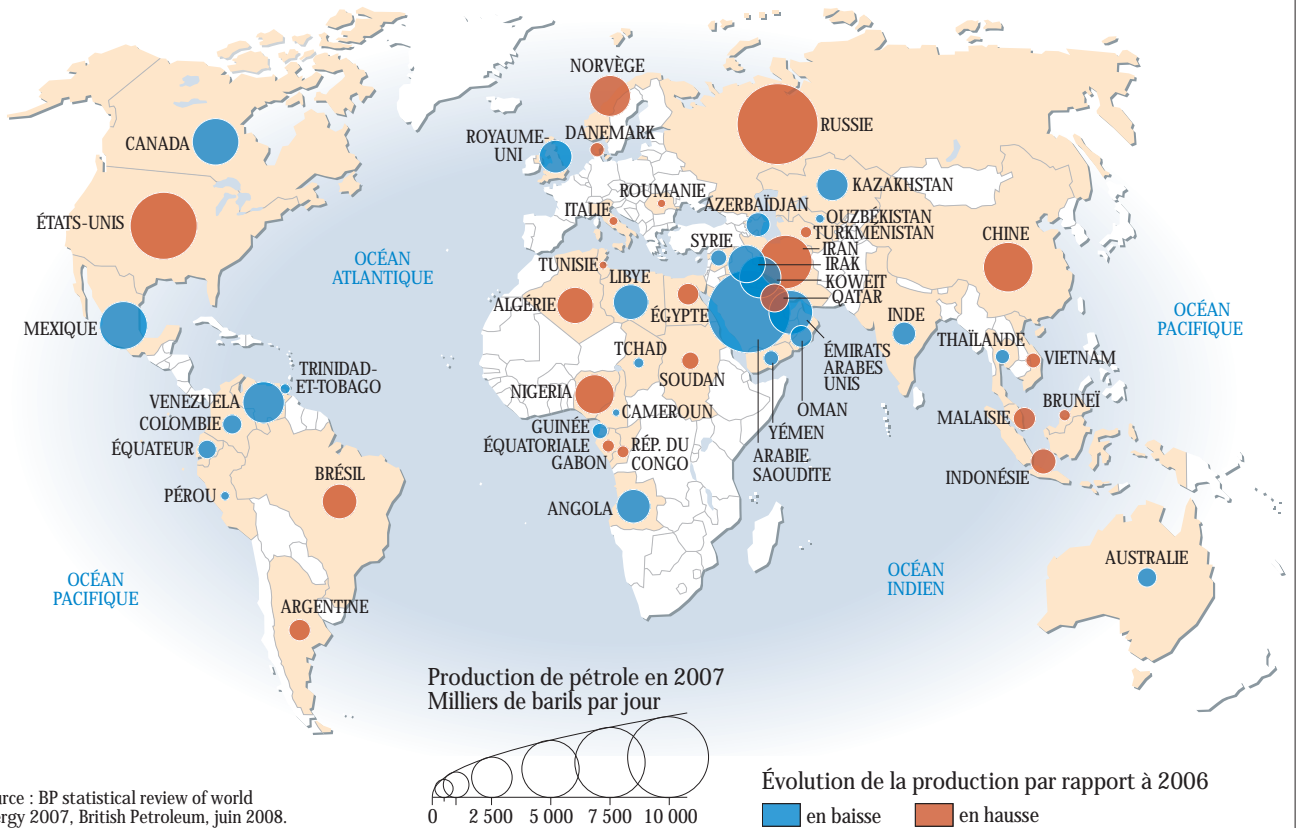 NORVÈGE
DANEMARK
ROYAUME-
UNI
RUSSIE
CANADA
ÉTATS-UNIS
MEXIQUE
OCÉAN
ATLANTIQUE
ROUMANIE
ITALIE
AZERBAÏDJAN
KAZAKHSTAN
OUZBÉKISTAN
TURKMÉNISTAN
SYRIE
IRAN
IRAK
KOWEIT
QATAR
CHINE
TUNISIE
LIBYE
ALGÉRIE
ÉGYPTE
INDE
THAÏLANDE
VIETNAM
OCÉAN
PACIFIQUE
TRINIDAD-
ET-TOBAGO
VENEZUELA
COLOMBIE
ÉQUATEUR
PÉROU
BRÉSIL
ARGENTINE
TCHAD
SOUDAN
NIGERIA
CAMEROUN
GUINÉE
ÉQUATORIALE
GABON
RÉP. DU
CONGO
ANGOLA
ÉMIRATS
ARABES
UNIS
OMAN
YÉMEN
ARABIE
SAOUDITE
MALAISIE
BRUNEÏ
INDONÉSIE
AUSTRALIE
OCÉAN
PACIFIQUE
OCÉAN
INDIEN
Production de pétrole en 2007
Milliers de barils par jour
0 2 500 5 000 7 500 10 000
Évolution de la production par rapport à 2006
en baisse
en hausse
urce : BP statistical review of world
ergy 2007, British Petroleum, juin 2008.